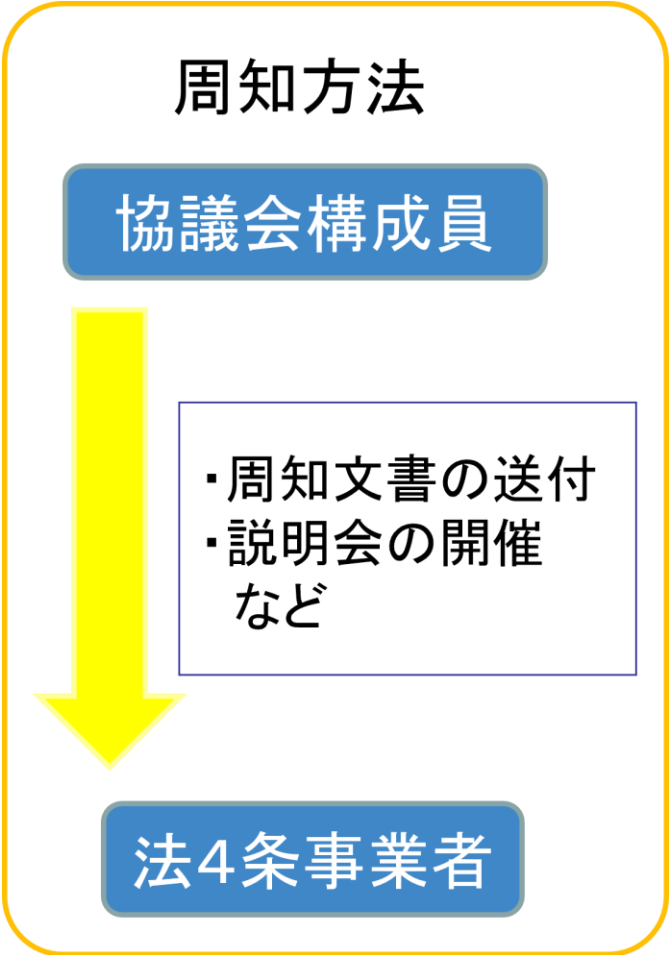 周知方法
協議会構成員
・周知文書の送付
・説明会の開催
など
法4条事業者